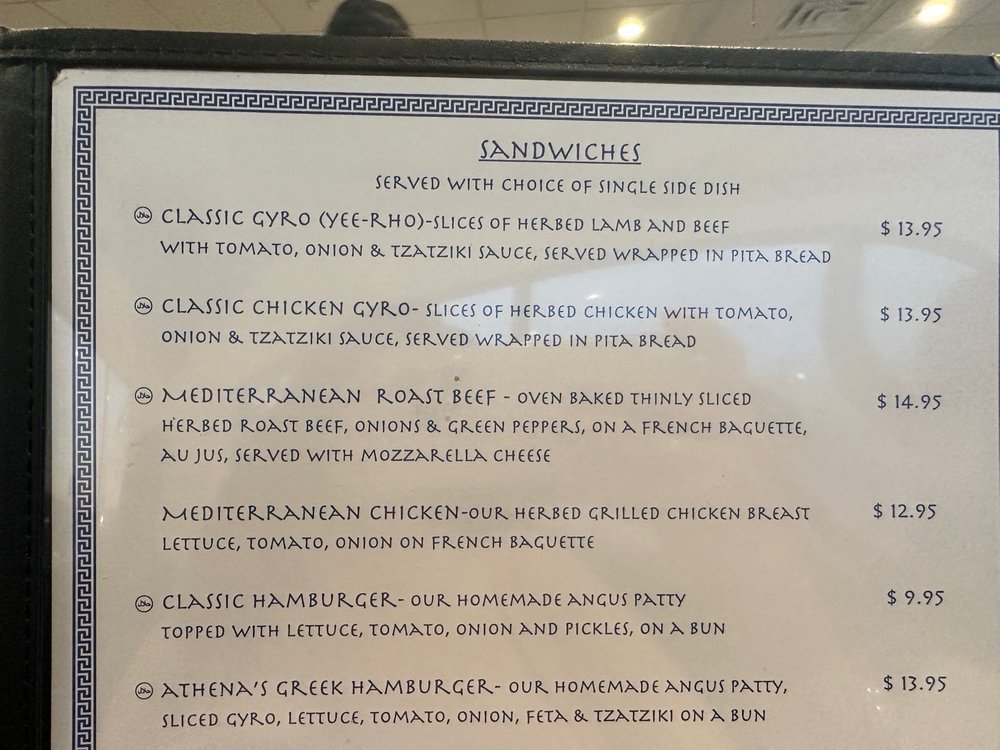 SANDWICHES
SERVED WITH CHOICE OF SINGLE SIDE DISH
حلال CLASSIC GYRO (YEE-RHO)-SLICES OF HERBED LAMB AND BEEF $ 13.95
WITH TOMATO, ONION & TZATZIKI SAUCE, SERVED WRAPPED IN PITA BREAD
حلال CLASSIC CHICKEN GYRO- SLICES OF HERBED CHICKEN WITH TOMATO, $ 13.95
ONION & TZATZIKI SAUCE, SERVED WRAPPED IN PITA BREAD
حلال MEDITERRANEAN ROAST BEEF - OVEN BAKED THINLY SLICED $ 14.95
HERBED ROAST BEEF, ONIONS & GREEN PEPPERS, ON A FRENCH BAGUETTE,
AU JUS, SERVED WITH MOZZARELLA CHEESE
MEDITERRANEAN CHICKEN-OUR HERBED GRILLED CHICKEN BREAST $ 12.95
LETTUCE, TOMATO, ONION ON FRENCH BAGUETTE
حلال CLASSIC HAMBURGER- OUR HOMEMADE ANGUS PATTY $ 9.95
TOPPED WITH LETTUCE, TOMATO, ONION AND PICKLES, ON A BUN
حلال ATHENA'S GREEK HAMBURGER- OUR HOMEMADE ANGUS PATTY, $ 13.95
SLICED GYRO, LETTUCE, TOMATO, ONION, FETA & TZATZIKI ON A BUN